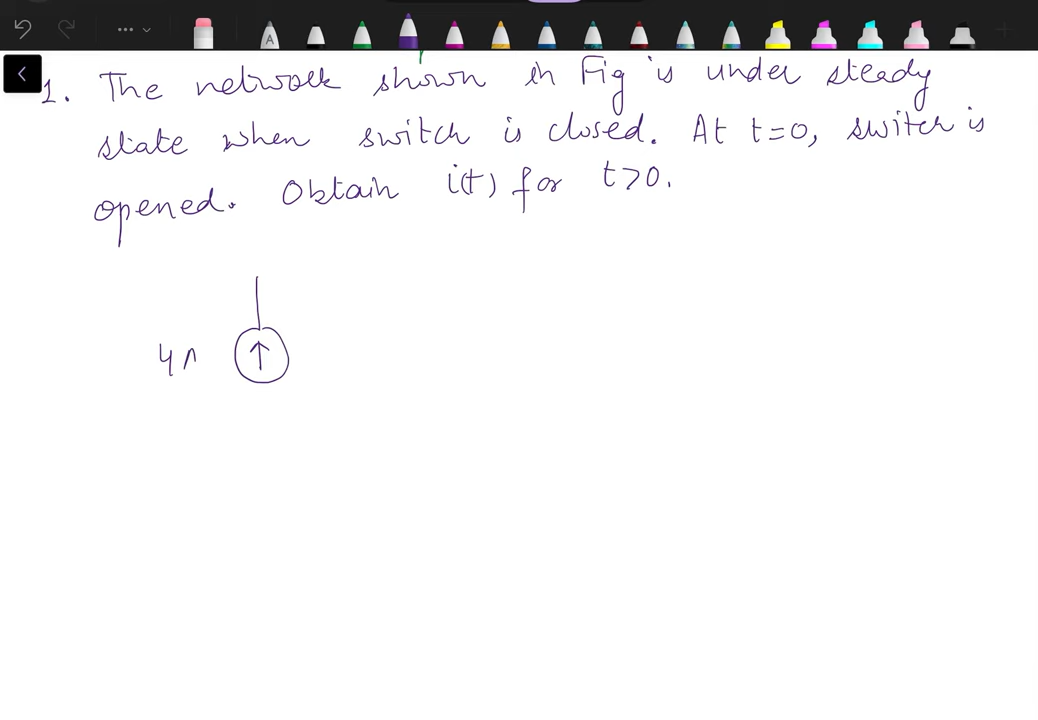 1. The network shown in Fig is under steady
state when switch is closed. At t=0, switch is
opened. Obtain i(t) for t>0.
4A